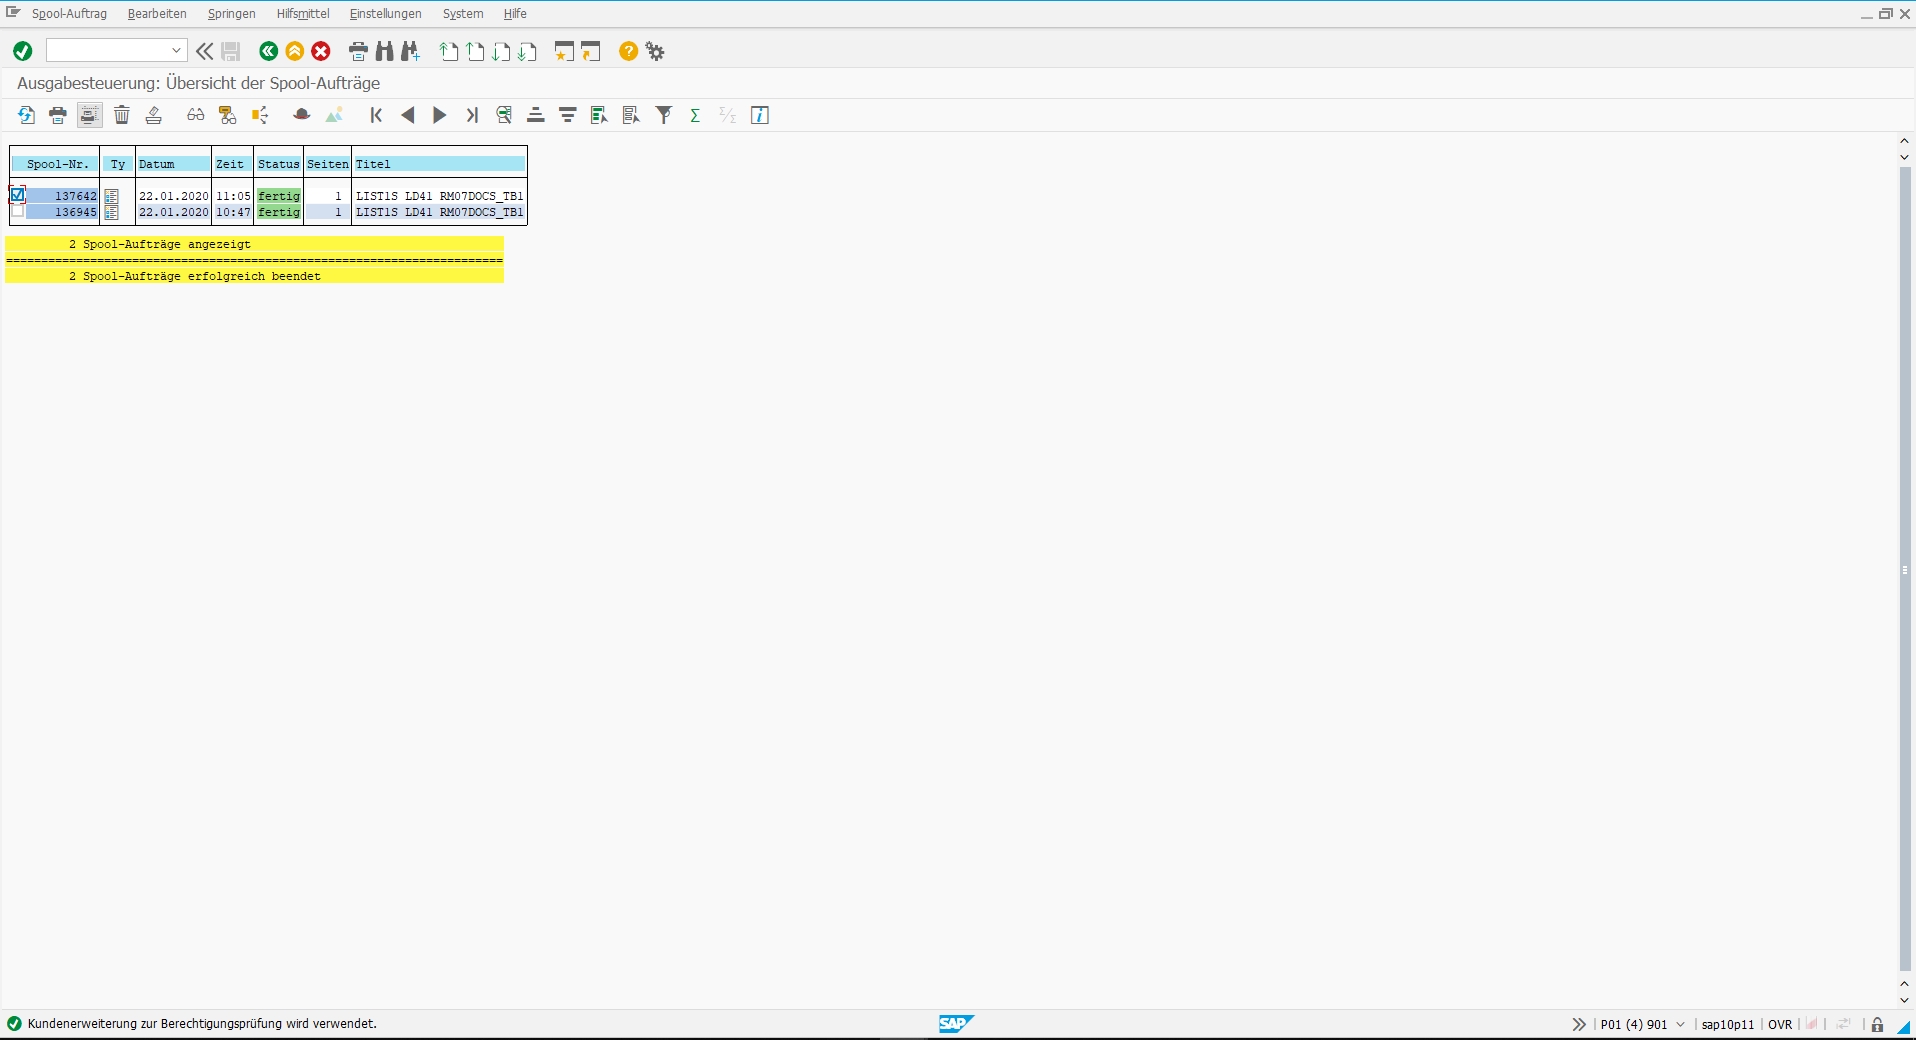 Spool-Auftrag Bearbeiten Springen Hilfsmittel Einstellungen System Hilfe
Ausgabesteuerung: Übersicht der Spool-Aufträge
Spool-Nr. Ty Datum Zeit Status Seiten Titel
137642 22.01.2020 11:05 fertig 1 LIST1S LD41 RM07DOCS_TB1
136945 22.01.2020 10:47 fertig 1 LIST1S LD41 RM07DOCS_TB1
2 Spool-Aufträge angezeigt
=======================================================================
2 Spool-Aufträge erfolgreich beendet
Kundenerweiterung zur Berechtigungsprüfung wird verwendet. SAP P01 (4) 901 sap10p11 OVR